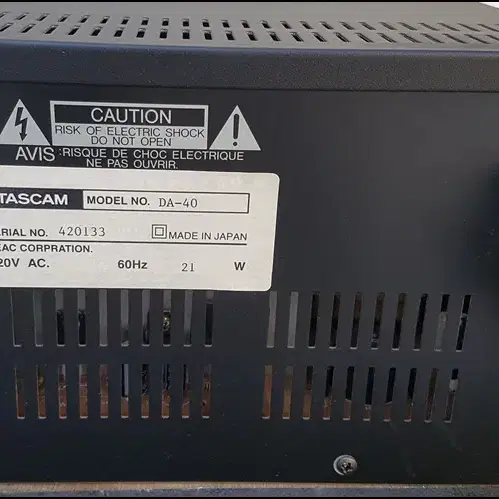 CAUTION
RISK OF ELECTRIC SHOCK
DO NOT OPEN
AVIS : RISQUE DE CHOC ELECTRIQUE
NE PAS OUVRIR.
TASCAM MODEL NO. DA-40
ERIAL NO. 420133 MADE IN JAPAN
EAC CORPRATION.
20V AC. 60Hz 21 W